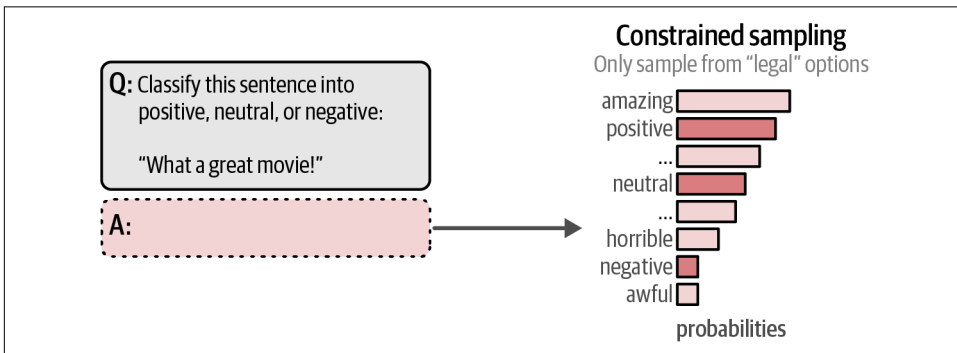 Constrained sampling
Only sample from “legal” options
Q: Classify this sentence into
positive, neutral, or negative:
“What a great movie!”
A:
amazing
positive
...
neutral
...
horrible
negative
awful
probabilities